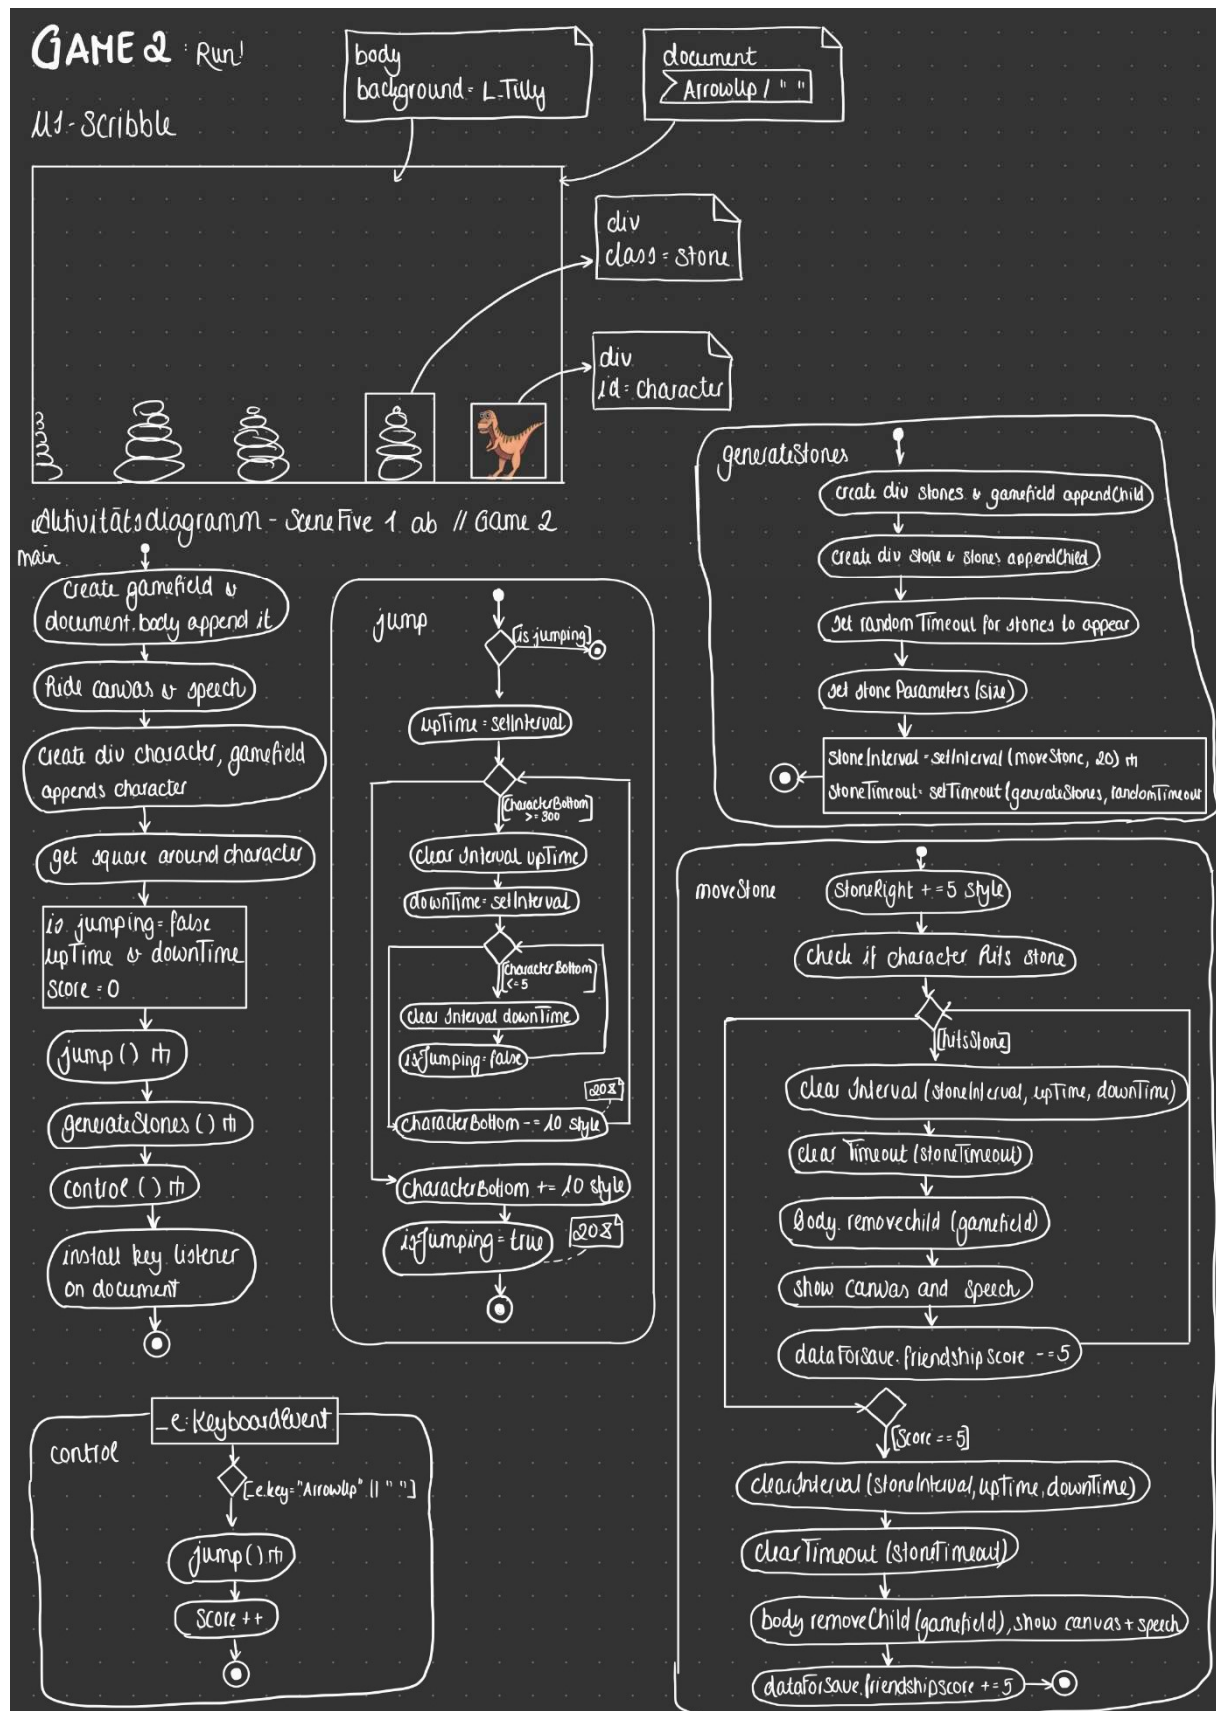 GAME 2 : Run!
UI-Scribble
body
background = L-Tilly
document
ArrowUp / " "
div
class = stone
div
id = character
Aktivitätsdiagramm - SceneFive 1 ab // Game 2
main
create gamefield &
document.body append it
hide canvas & speech
create div character, gamefield
appends character
get square around character
is jumping = false
upTime & downTime
score = 0
jump ()
generateStones ()
control ()
install key listener
on document
jump
[is jumping]
upTime = setInterval
[characterBottom
>= 300]
clear Interval upTime
downTime = setInterval
[characterBottom
<= 5]
clear Interval downTime
isJumping = false
characterBottom -= 10 style
characterBottom += 10 style
isJumping = true
control
_e: KeyboardEvent
[_e.key = "ArrowUp" || " "]
jump ()
score ++
generateStones
create div stones & gamefield appendChild
create div stone & stones appendChild
set random Timeout for stones to appear
set stone Parameters (size)
stoneInterval = setInterval (moveStone, 20)
stoneTimeout = setTimeout (generateStones, randomTimeout
moveStone
stoneRight += 5 style
check if character hits stone
[hitsStone]
clear Interval (stoneInterval, upTime, downTime)
clear Timeout (stoneTimeout)
Body.removechild (gamefield)
show canvas and speech
dataForSave.friendshipscore -= 5
[score == 5]
clearInterval (stoneInterval, upTime, downTime)
clearTimeout (stoneTimeout)
body removeChild (gamefield), show canvas + speech
dataForSave.friendshipscore += 5